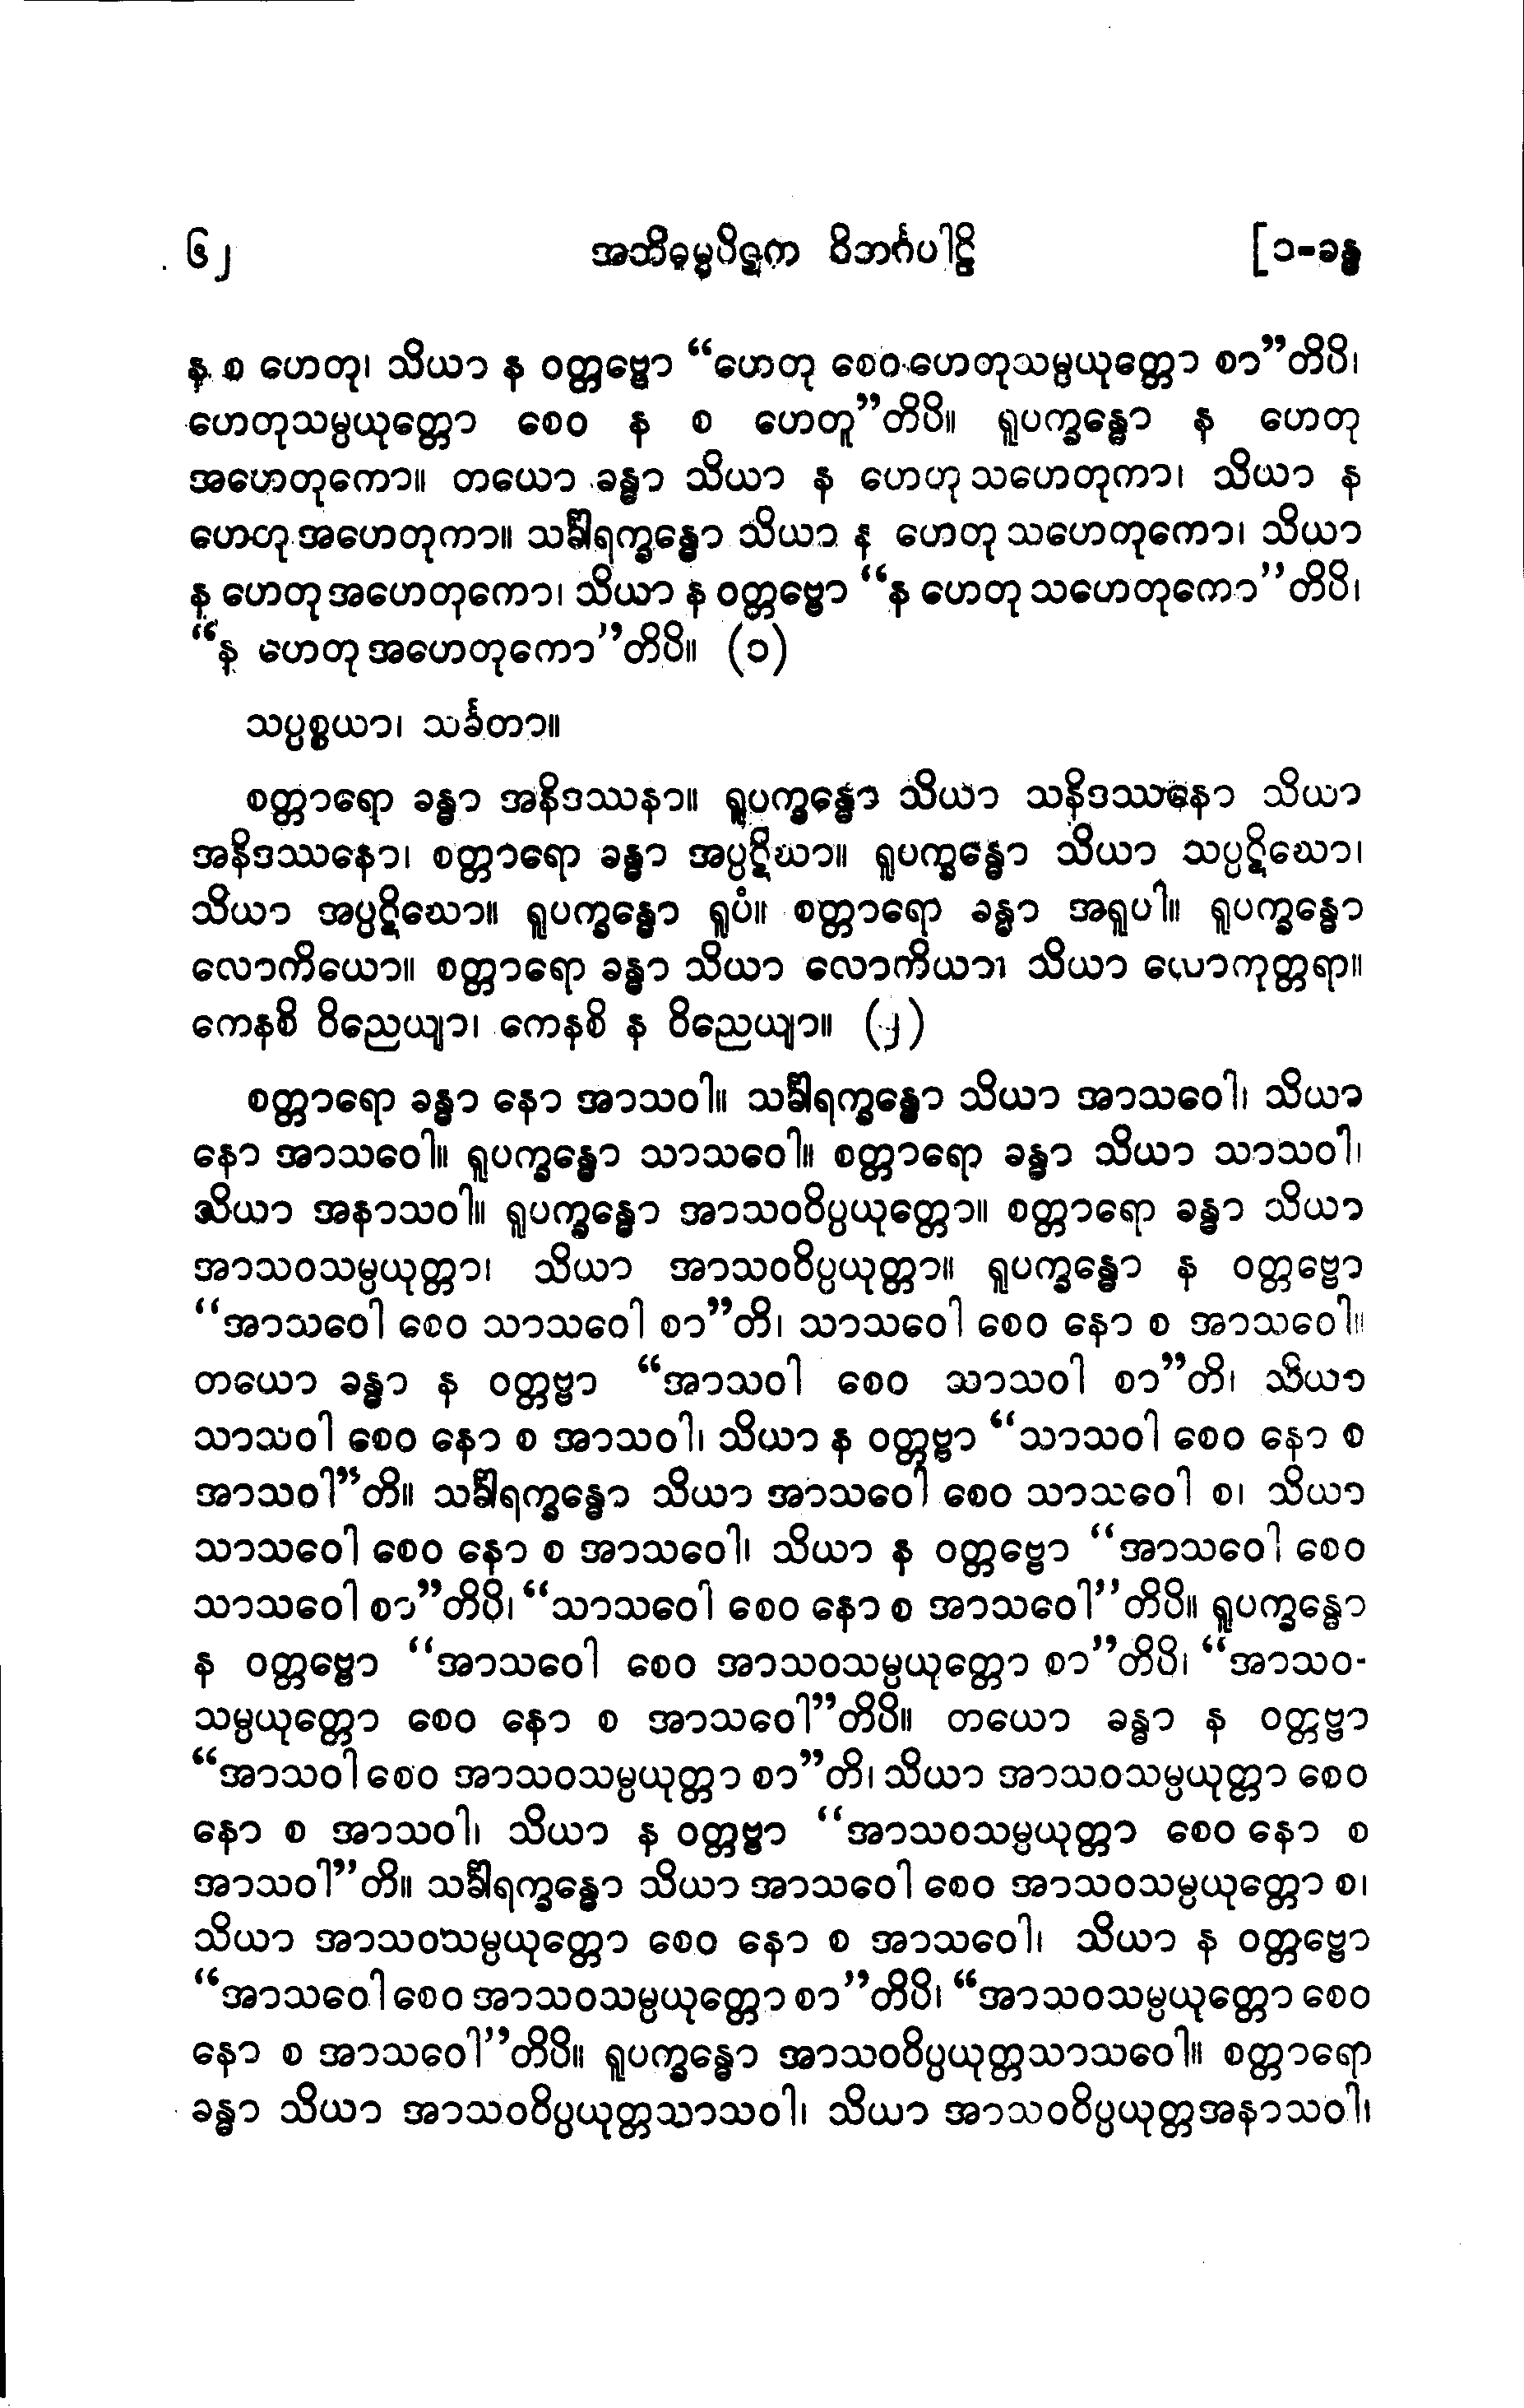 ၆၂ အဘိဓမ္မပိဋက ဝိဘင်္ဂပါဠိ [၁-ခန္ဓ
န စ ဟေတု၊ သိယာ န ဝတ္တဗ္ဗော “ဟေတု စေဝ ဟေတုသမ္ပယုတ္တော စာ”တိပိ၊
ဟေတုသမ္ပယုတ္တော စေဝ န စ ဟေတူ”တိပိ။ ရူပက္ခန္ဓော န ဟေတု
အဟေတုကော။ တယော ခန္ဓာ သိယာ န ဟေတု သဟေတုကာ၊ သိယာ န
ဟေတု အဟေတုကာ။ သင်္ခါရက္ခန္ဓော သိယာ န ဟေတု သဟေတုကော၊ သိယာ
န ဟေတု အဟေတုကော၊ သိယာ န ဝတ္တဗ္ဗော “န ဟေတု သဟေတုကော”တိပိ၊
“န ဟေတု အဟေတုကော”တိပိ။ (၁)
သပ္ပစ္စယာ၊ သင်္ခတာ။
စတ္တာရော ခန္ဓာ အနိဒဿနာ။ ရူပက္ခန္ဓော သိယာ သနိဒဿနော သိယာ
အနိဒဿနော၊ စတ္တာရော ခန္ဓာ အပ္ပဋိဃာ။ ရူပက္ခန္ဓော သိယာ သပ္ပဋိဃော၊
သိယာ အပ္ပဋိဃော။ ရူပက္ခန္ဓော ရူပံ။ စတ္တာရော ခန္ဓာ အရူပါ။ ရူပက္ခန္ဓော
လောကိယော။ စတ္တာရော ခန္ဓာ သိယာ လောကိယာ၊ သိယာ လောကုတ္တရာ။
ကေနစိ ဝိညေယျာ၊ ကေနစိ န ဝိညေယျာ။ (၂)
စတ္တာရော ခန္ဓာ နော အာသဝါ။ သင်္ခါရက္ခန္ဓော သိယာ အာသဝေါ၊ သိယာ
နော အာသဝေါ။ ရူပက္ခန္ဓော သာသဝေါ။ စတ္တာရော ခန္ဓာ သိယာ သာသဝါ၊
သိယာ အနာသဝါ။ ရူပက္ခန္ဓော အာသဝဝိပ္ပယုတ္တော။ စတ္တာရော ခန္ဓာ သိယာ
အာသဝသမ္ပယုတ္တာ၊ သိယာ အာသဝဝိပ္ပယုတ္တာ။ ရူပက္ခန္ဓော န ဝတ္တဗ္ဗော
“အာသဝေါ စေဝ သာသဝေါ စာ”တိ၊ သာသဝေါ စေဝ နော စ အာသဝေါ။
တယော ခန္ဓာ န ဝတ္တဗ္ဗာ “အာသဝါ စေဝ သာသဝါ စာ”တိ၊ သိယာ
သာသဝါ စေဝ နော စ အာသဝါ၊ သိယာ န ဝတ္တဗ္ဗာ “သာသဝါ စေဝ နော စ
အာသဝါ”တိ။ သင်္ခါရက္ခန္ဓော သိယာ အာသဝေါ စေဝ သာသဝေါ စ၊ သိယာ
သာသဝေါ စေဝ နော စ အာသဝေါ၊ သိယာ န ဝတ္တဗ္ဗော “အာသဝေါ စေဝ
သာသဝေါ စာ”တိပိ၊ “သာသဝေါ စေဝ နော စ အာသဝေါ”တိပိ။ ရူပက္ခန္ဓော
န ဝတ္တဗ္ဗော “အာသဝေါ စေဝ အာသဝသမ္ပယုတ္တော စာ”တိပိ၊ “အာသဝ-
သမ္ပယုတ္တော စေဝ နော စ အာသဝေါ”တိပိ။ တယော ခန္ဓာ န ဝတ္တဗ္ဗာ
“အာသဝါ စေဝ အာသဝသမ္ပယုတ္တာ စာ”တိ၊ သိယာ အာသဝသမ္ပယုတ္တာ စေဝ
နော စ အာသဝါ၊ သိယာ န ဝတ္တဗ္ဗာ “အာသဝသမ္ပယုတ္တာ စေဝ နော စ
အာသဝါ”တိ။ သင်္ခါရက္ခန္ဓော သိယာ အာသဝေါ စေဝ အာသဝသမ္ပယုတ္တော စ၊
သိယာ အာသဝသမ္ပယုတ္တော စေဝ နော စ အာသဝေါ၊ သိယာ န ဝတ္တဗ္ဗော
“အာသဝေါ စေဝ အာသဝသမ္ပယုတ္တော စာ”တိပိ၊ “အာသဝသမ္ပယုတ္တော စေဝ
နော စ အာသဝေါ”တိပိ။ ရူပက္ခန္ဓော အာသဝဝိပ္ပယုတ္တသာသဝေါ။ စတ္တာရော
ခန္ဓာ သိယာ အာသဝဝိပ္ပယုတ္တသာသဝါ၊ သိယာ အာသဝဝိပ္ပယုတ္တအနာသဝါ၊